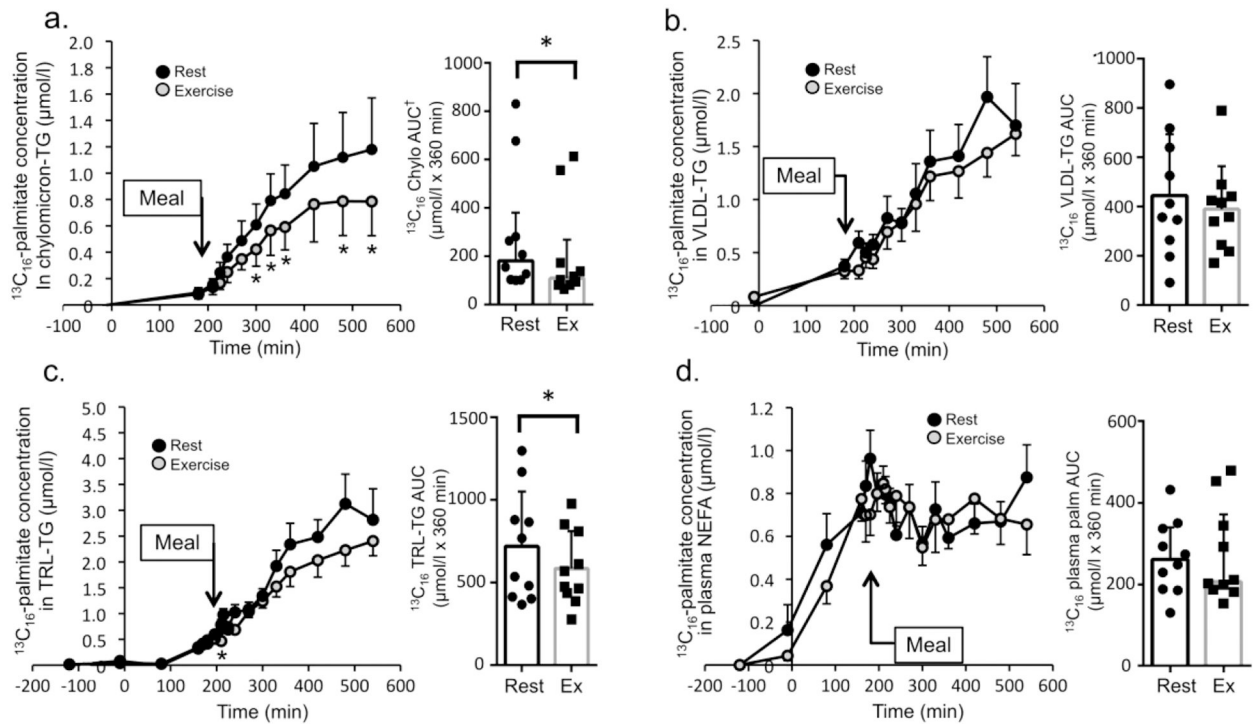 a.
¹³C₁₆-palmitate concentration
In chylomicron-TG (µmol/l)
2.0
1.8
1.6
1.4
1.2
1.0
0.8
0.6
0.4
0.2
0
-100 0 100 200 300 400 500 600
Time (min)
Rest
Exercise
Meal
* * * * *
¹³C₁₆ Chylo AUC†
(µmol/l x 360 min)
1000
800
600
400
200
0
Rest Ex
*
b.
¹³C₁₆-palmitate concentration
in VLDL-TG (µmol/l)
2.5
2.0
1.5
1.0
0.5
0
-100 0 100 200 300 400 500 600
Time (min)
Rest
Exercise
Meal
¹³C₁₆ VLDL-TG AUC
(µmol/l x 360 min)
1000
800
600
400
200
0
Rest Ex
c.
¹³C₁₆-palmitate concentration
in TRL-TG (µmol/l)
5.0
4.5
4.0
3.5
3.0
2.5
2.0
1.5
1.0
0.5
0
-200 -100 0 100 200 300 400 500 600
Time (min)
Rest
Exercise
Meal
*
¹³C₁₆ TRL-TG AUC
(µmol/l x 360 min)
1500
1000
500
0
Rest Ex
*
d.
¹³C₁₆-palmitate concentration
in plasma NEFA (µmol/l)
1.2
1.0
0.8
0.6
0.4
0.2
0
-200 -100 0 100 200 300 400 500 600
Time (min)
Rest
Exercise
Meal
¹³C₁₆ plasma palm AUC
(µmol/l x 360 min)
600
400
200
0
Rest Ex